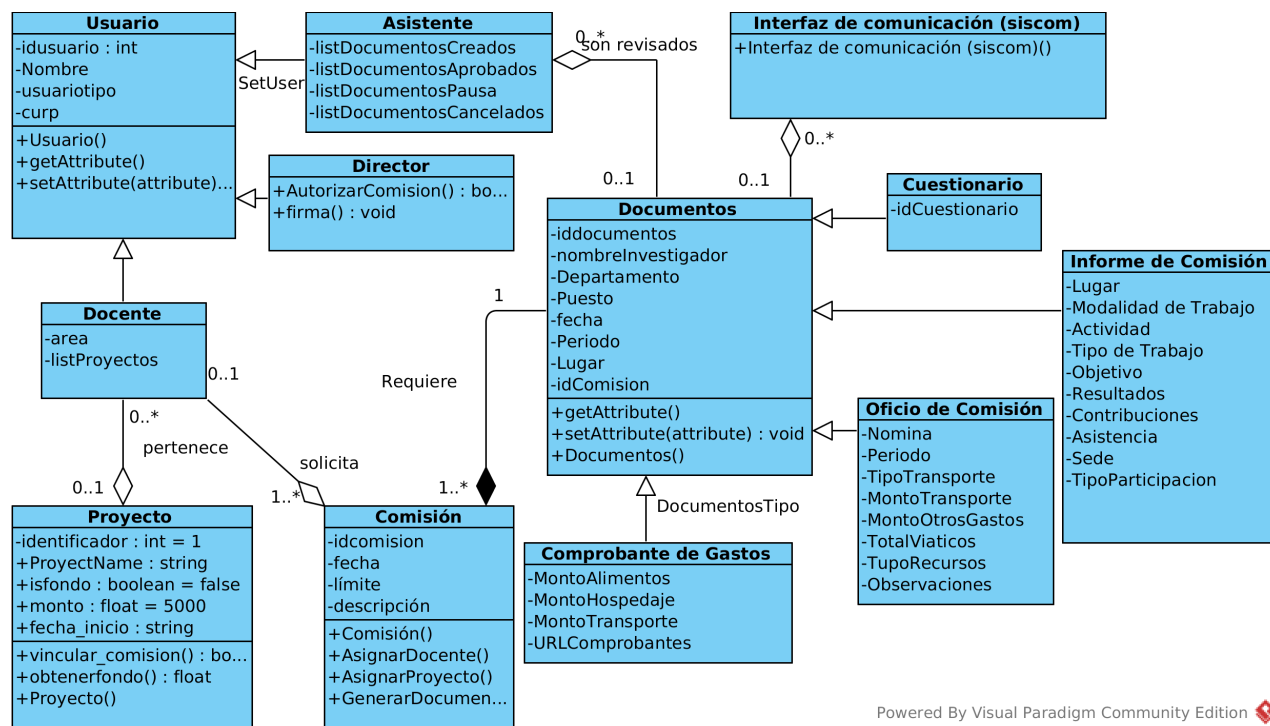 Usuario
-idusuario : int
-Nombre
-usuariotipo
-curp
+Usuario()
+getAttribute()
+setAttribute(attribute)...
Asistente
-listDocumentosCreados
-listDocumentosAprobados
-listDocumentosPausa
-listDocumentosCancelados
SetUser
0..*
son revisados
0..1
Interfaz de comunicación (siscom)
+Interfaz de comunicación (siscom)()
0..*
0..1
Director
+AutorizarComision() : bo...
+firma() : void
Cuestionario
-idCuestionario
Documentos
-iddocumentos
-nombreInvestigador
-Departamento
-Puesto
-fecha
-Periodo
-Lugar
-idComision
+getAttribute()
+setAttribute(attribute) : void
+Documentos()
Informe de Comisión
-Lugar
-Modalidad de Trabajo
-Actividad
-Tipo de Trabajo
-Objetivo
-Resultados
-Contribuciones
-Asistencia
-Sede
-TipoParticipacion
Docente
-area
-listProyectos
0..1
0..*
pertenece
0..1
solicita
1..*
1
Requiere
1..*
Oficio de Comisión
-Nomina
-Periodo
-TipoTransporte
-MontoTransporte
-MontoOtrosGastos
-TotalViaticos
-TupoRecursos
-Observaciones
DocumentosTipo
Proyecto
-identificador : int = 1
+ProyectName : string
+isfondo : boolean = false
+monto : float = 5000
+fecha_inicio : string
+vincular_comision() : bo...
+obtenerfondo() : float
+Proyecto()
Comisión
-idcomision
-fecha
-límite
-descripción
+Comisión()
+AsignarDocente()
+AsignarProyecto()
+GenerarDocumen...
Comprobante de Gastos
-MontoAlimentos
-MontoHospedaje
-MontoTransporte
-URLComprobantes
Powered By Visual Paradigm Community Edition